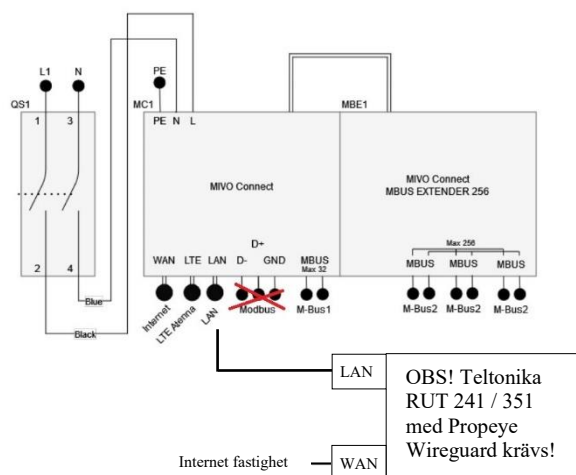 L1 N PE
QS1 MC1 MBE1
1 3 PE N L
MIVO Connect
MIVO Connect
MBUS EXTENDER 256
2 4
D+
WAN LTE LAN D- GND MBUS
Max 32
Max 256
MBUS MBUS MBUS
Internet
LTE Atenna
LAN
Modbus
M-Bus1
M-Bus2 M-Bus2 M-Bus2
Blue
Black
LAN
OBS! Teltonika
RUT 241 / 351
med Propeye
Wireguard krävs!
Internet fastighet
WAN